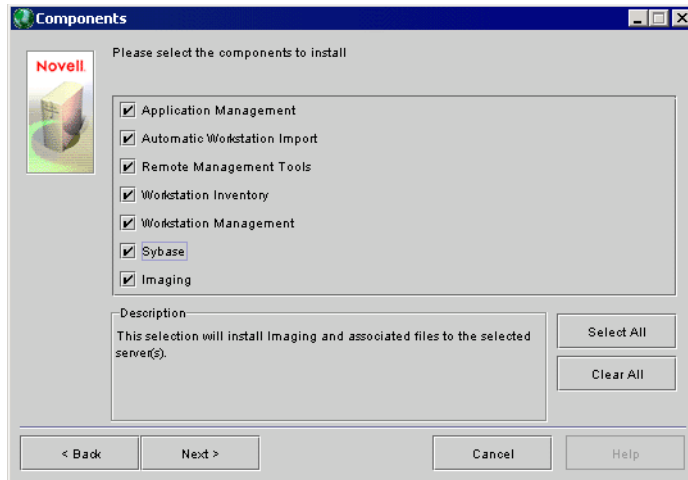 Components
Please select the components to install
Novell.
Application Management
Automatic Workstation Import
Remote Management Tools
Workstation Inventory
Workstation Management
Sybase
Imaging
Description
This selection will install Imaging and associated files to the selected
server(s).
Select All
Clear All
< Back
Next >
Cancel
Help